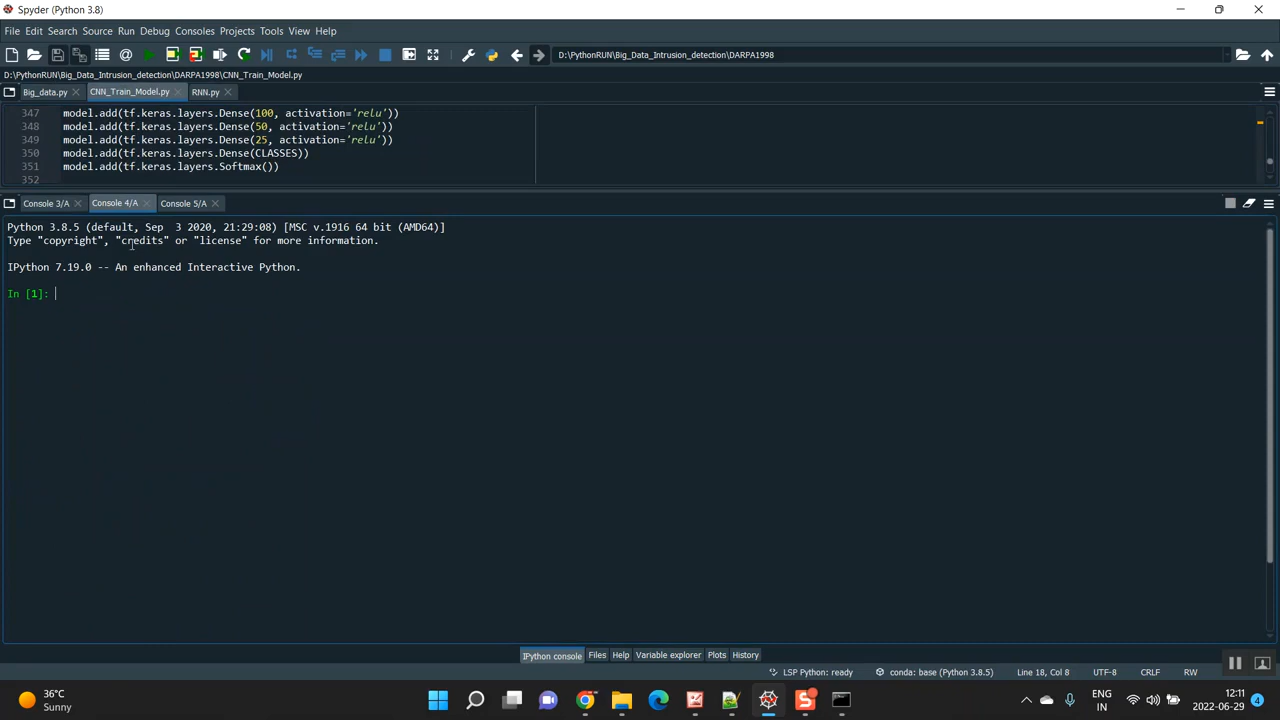 Spyder (Python 3.8)
File Edit Search Source Run Debug Consoles Projects Tools View Help
D:\PythonRUN\Big_Data_Intrusion_detection\DARPA1998
D:\PythonRUN\Big_Data_Intrusion_detection\DARPA1998\CNN_Train_Model.py
Big_data.py CNN_Train_Model.py RNN.py
347 model.add(tf.keras.layers.Dense(100, activation='relu'))
348 model.add(tf.keras.layers.Dense(50, activation='relu'))
349 model.add(tf.keras.layers.Dense(25, activation='relu'))
350 model.add(tf.keras.layers.Dense(CLASSES))
351 model.add(tf.keras.layers.Softmax())
352
Console 3/A Console 4/A Console 5/A
Python 3.8.5 (default, Sep  3 2020, 21:29:08) [MSC v.1916 64 bit (AMD64)]
Type "copyright", "credits" or "license" for more information.
IPython 7.19.0 -- An enhanced Interactive Python.
In [1]:
IPython console Files Help Variable explorer Plots History
LSP Python: ready conda: base (Python 3.8.5) Line 18, Col 8 UTF-8 CRLF RW
36°C
Sunny
ENG
IN
12:11
2022-06-29
4